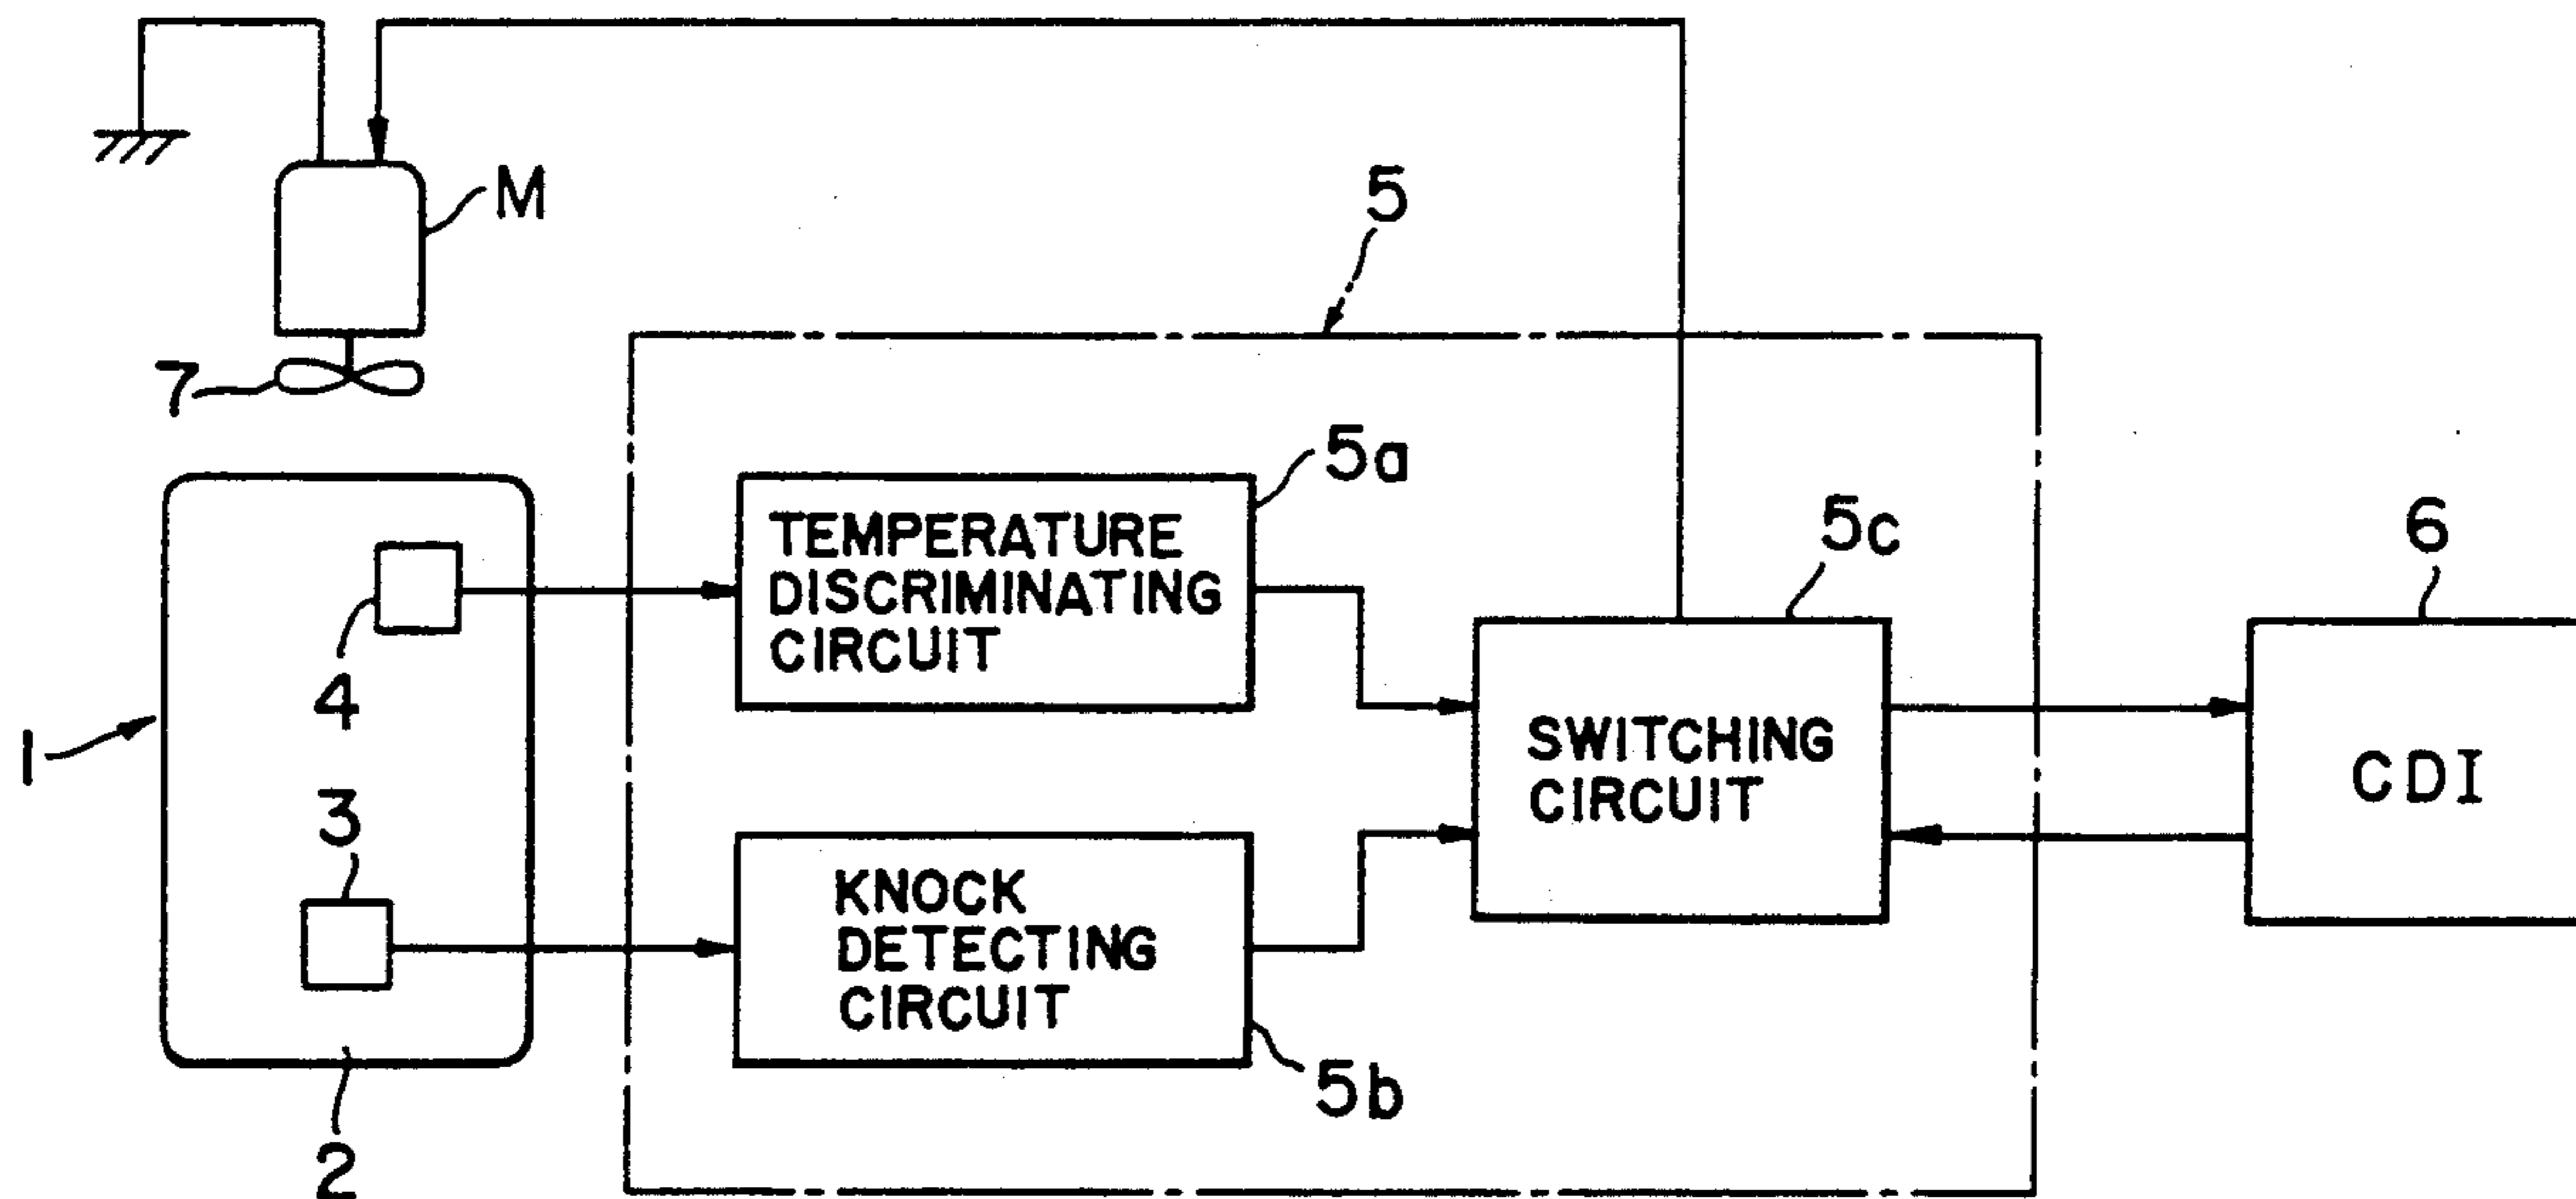 M
5
7
5a
TEMPERATURE
DISCRIMINATING
CIRCUIT
5c
6
4
1
SWITCHING
CIRCUIT
CDI
3
KNOCK
DETECTING
CIRCUIT
5b
2